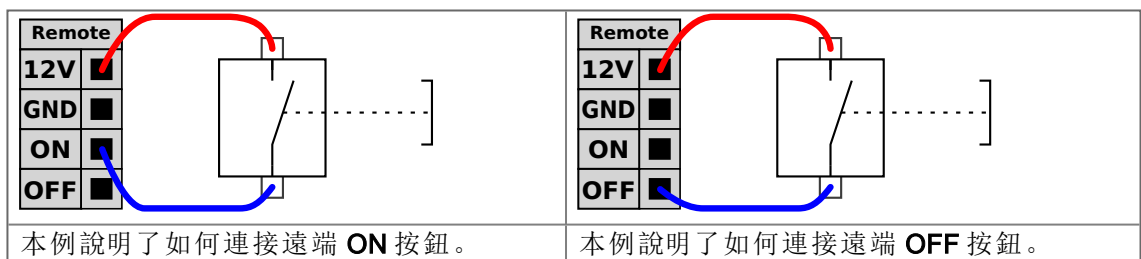 Remote
12V
GND
ON
OFF
本例說明了如何連接遠端 ON 按鈕。
Remote
12V
GND
ON
OFF
本例說明了如何連接遠端 OFF 按鈕。